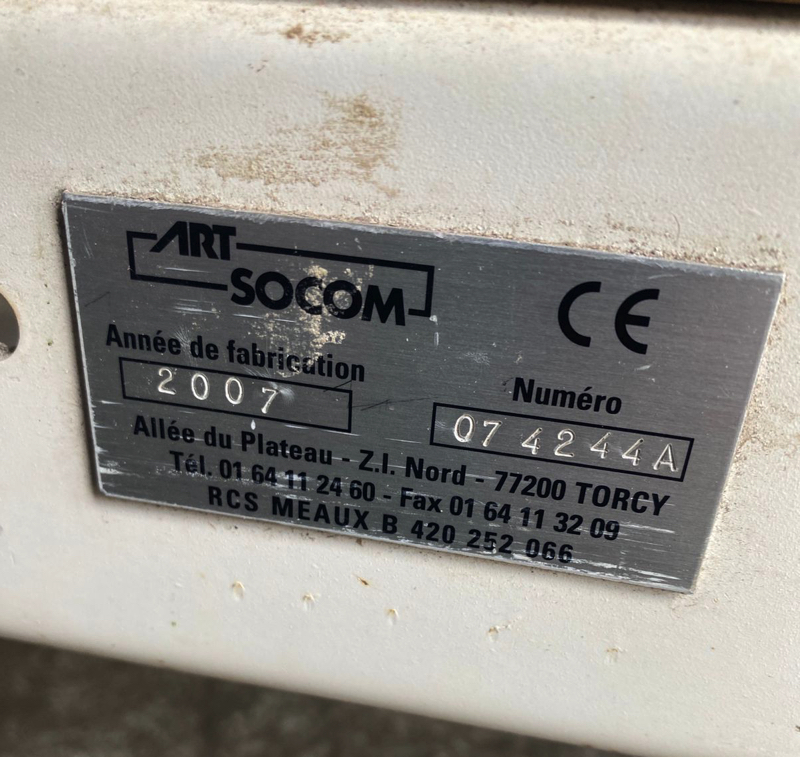 ART
SOCOM
CE
Année de fabrication
2007
Numéro
07 4244A
Allée du Plateau - Z.I. Nord - 77200 TORCY
Tél. 01 64 11 24 60 - Fax 01 64 11 32 09
RCS MEAUX B 420 252 066